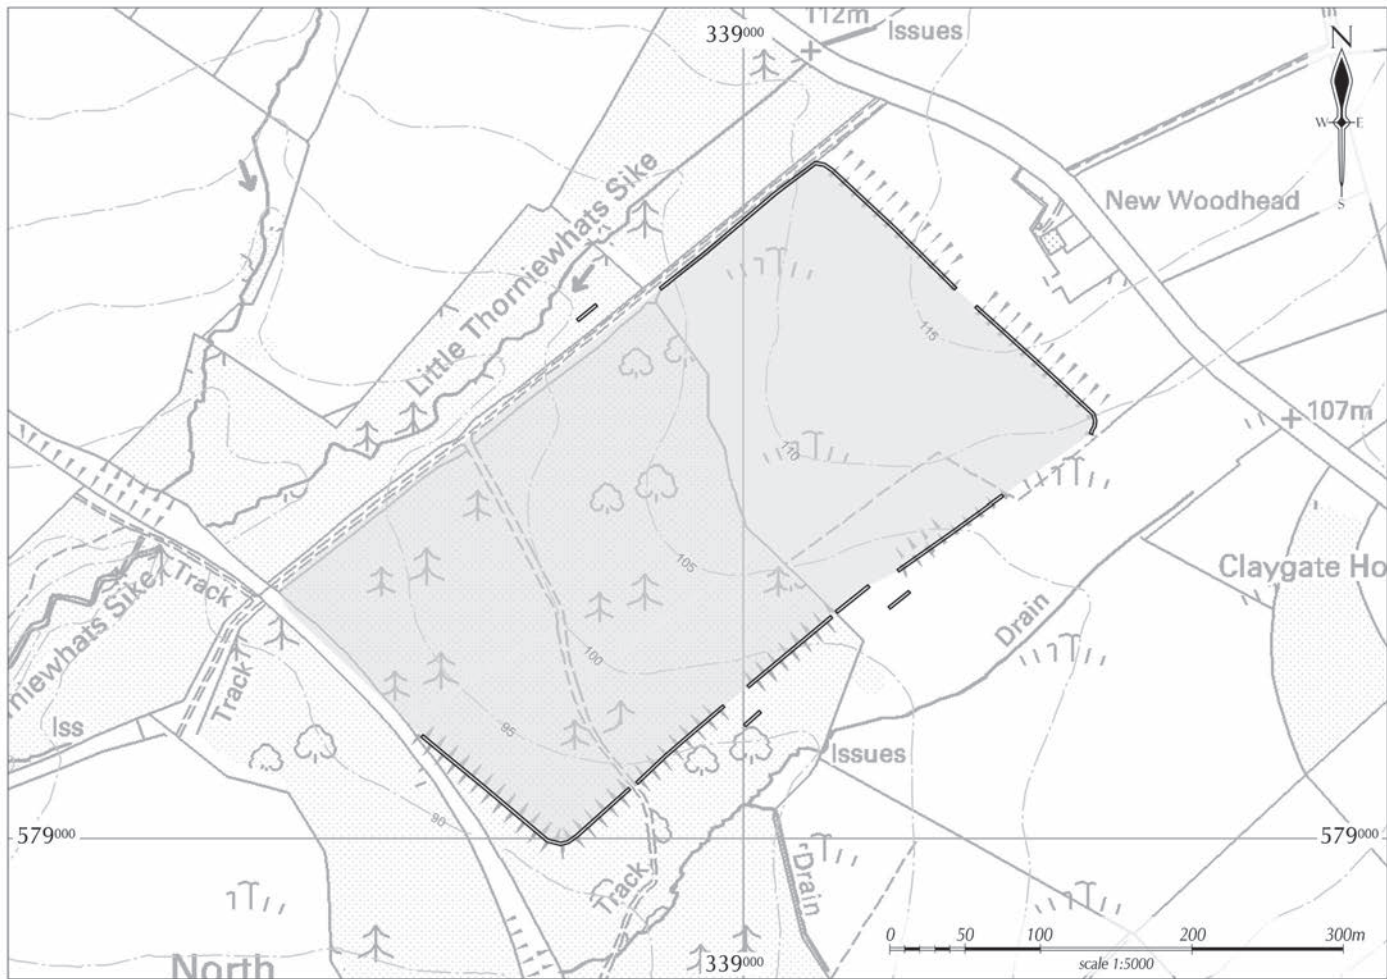 112m
339000
Issues
N
W E
S
New Woodhead
Little Thorniewhats Sike
115
107m
110
105
Claygate Ho
Track
niewhats Sike
Drain
100
Track
Iss
95
Issues
90
579000
579000
Drain
Track
North
339000
0 50 100 200 300m
scale 1:5000